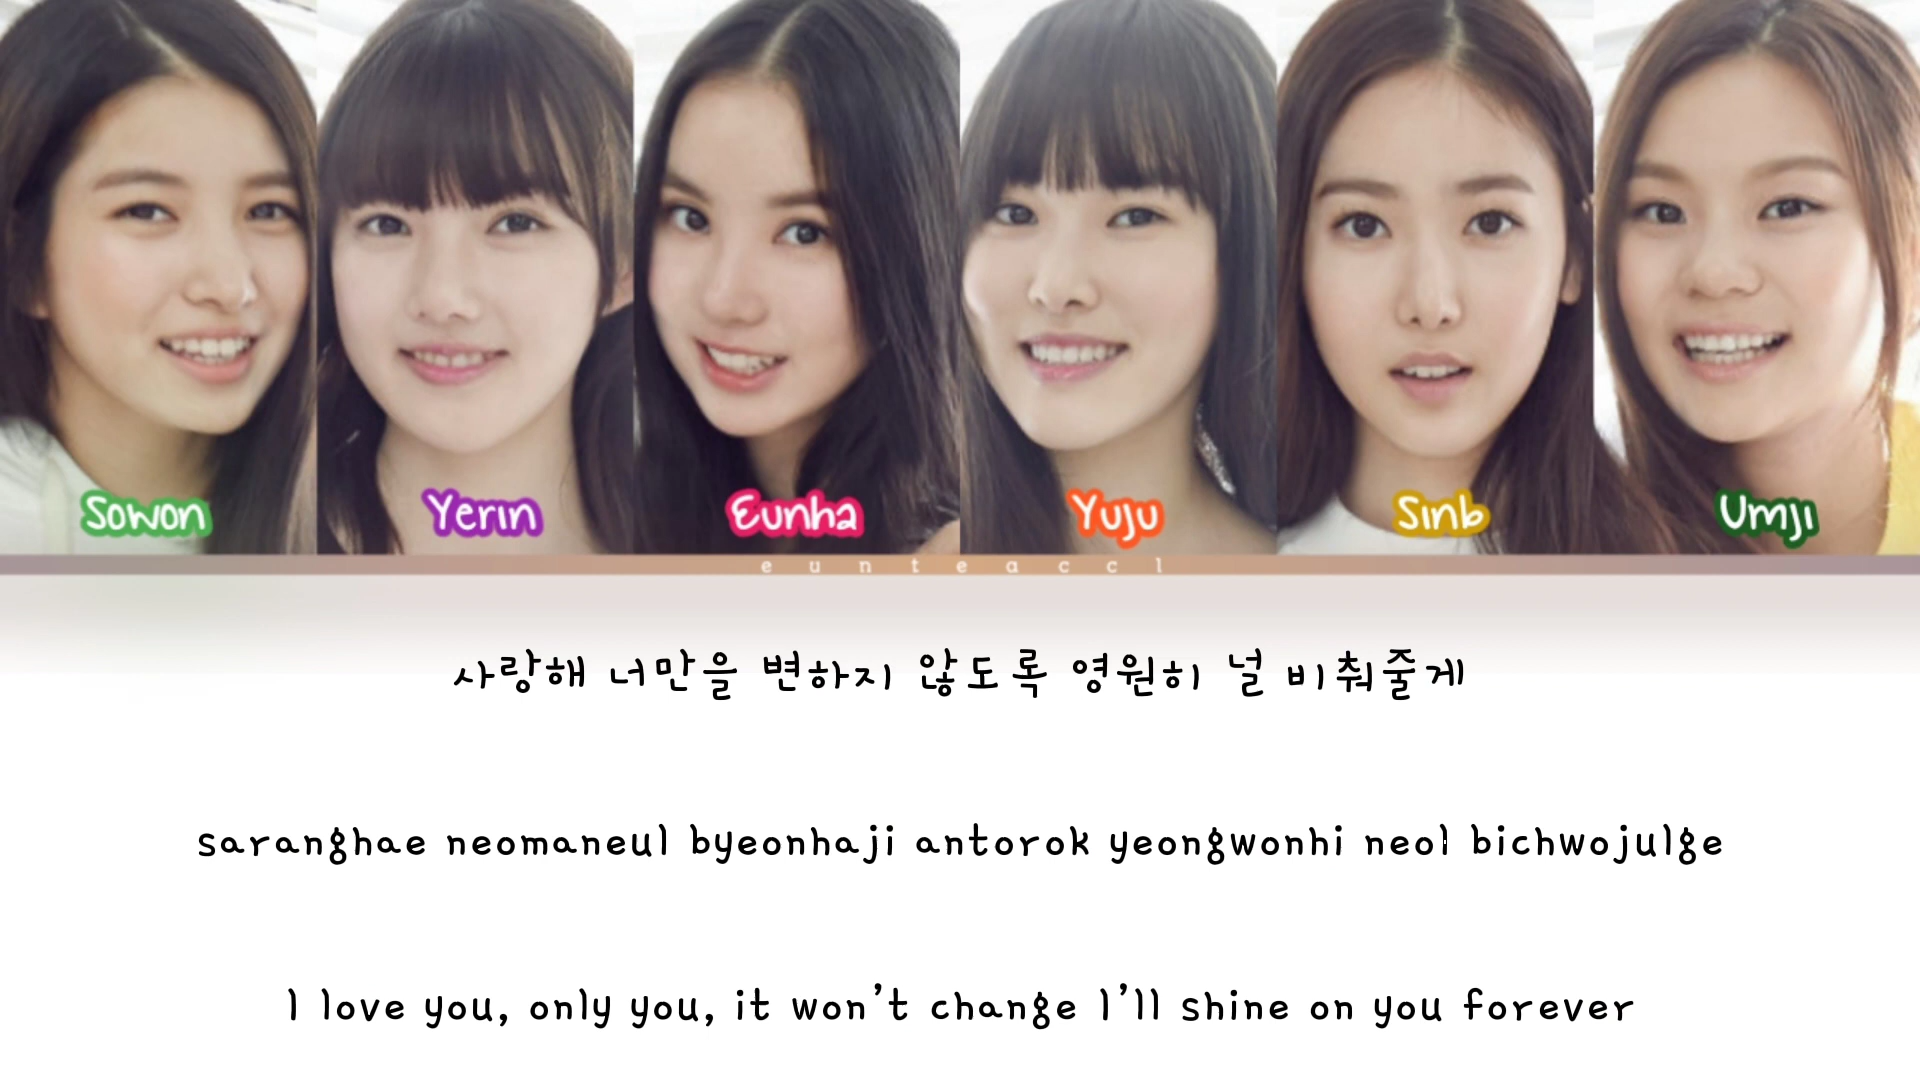 Sowon Yerin Eunha Yuju Sinb Umji
eunteaccl
사랑해 너만을 변하지 않도록 영원히 널 비춰줄게
saranghae neomaneul byeonhaji antorok yeongwonhi neol bichwojulge
I love you, only you, it won't change I'll shine on you forever